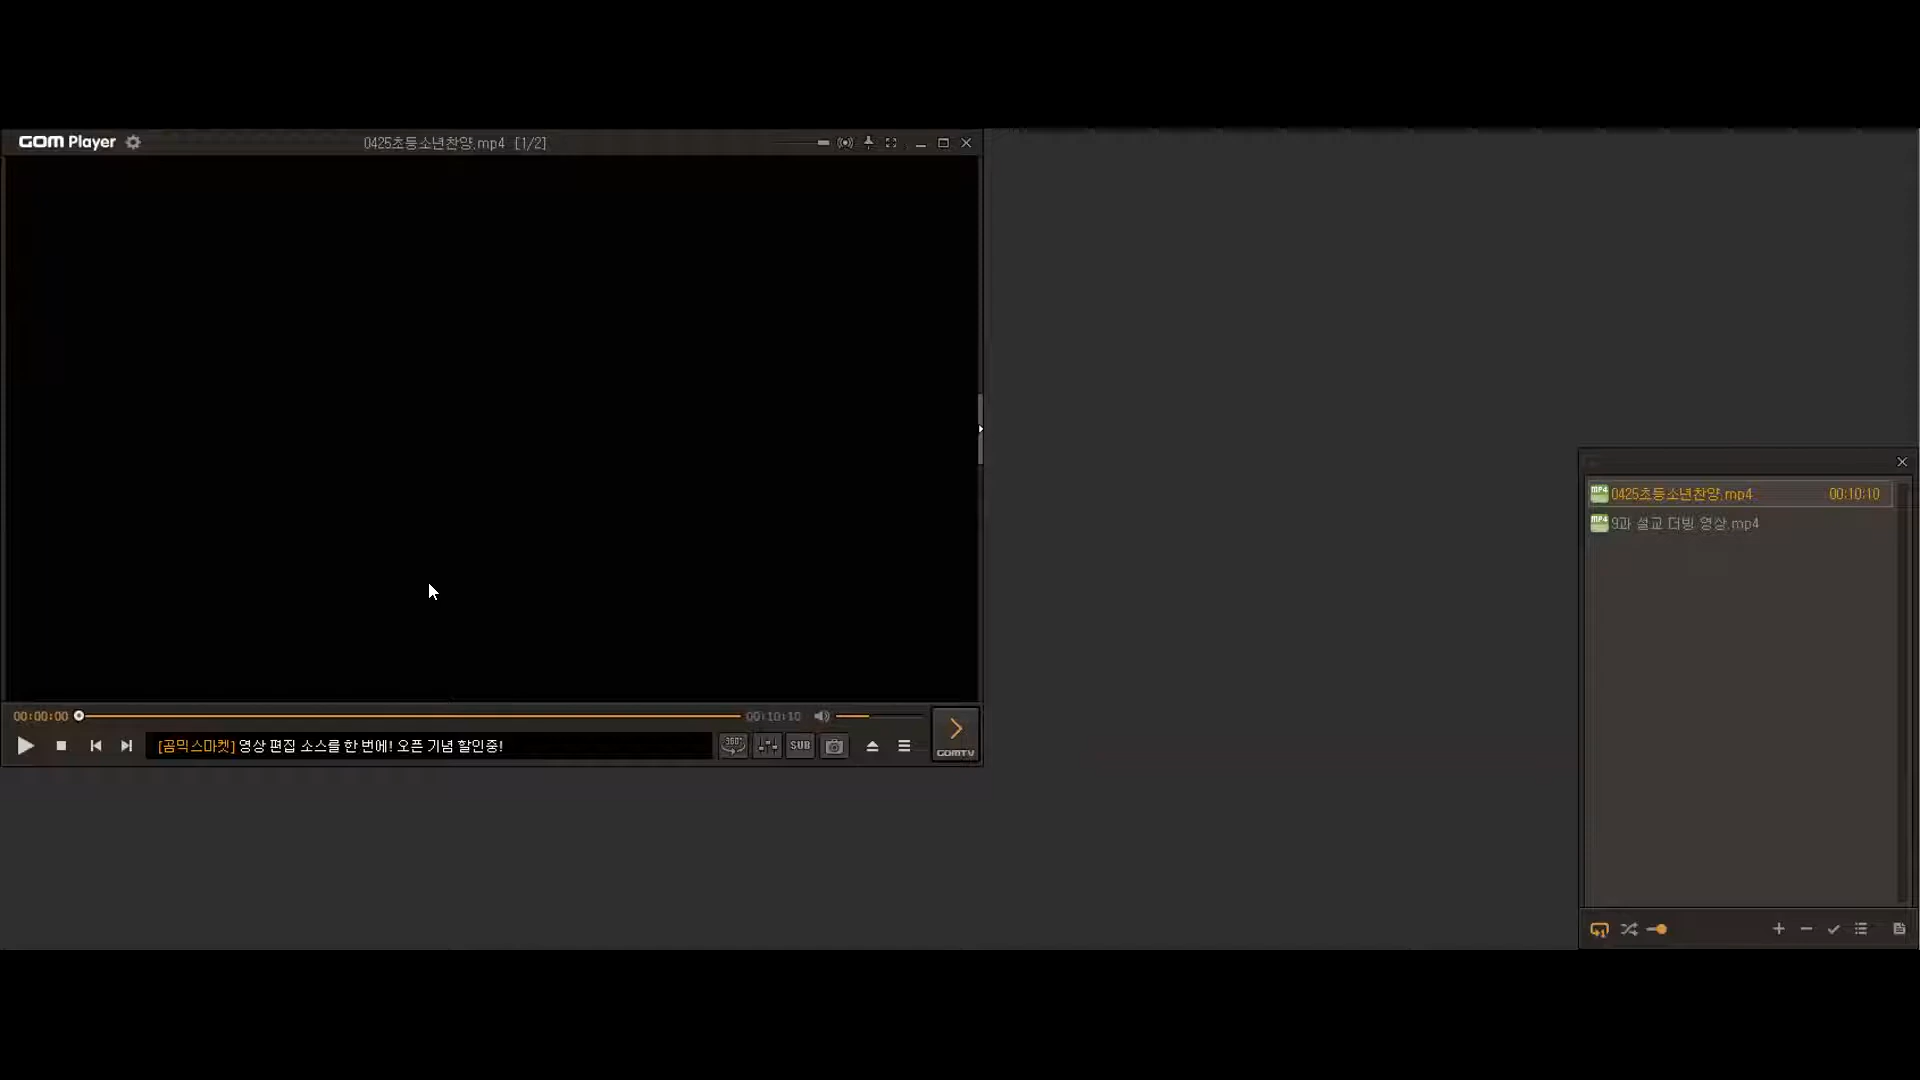 GOM Player
0425초등소년찬양.mp4 [1/2]
00:00:00
00:10:10
[곰믹스마켓] 영상 편집 소스를 한 번에! 오픈 기념 할인중!
360°
SUB
GOMTV
MP4 0425초등소년찬양.mp4 00:10:10
MP4 9과 설교 더빙 영상.mp4